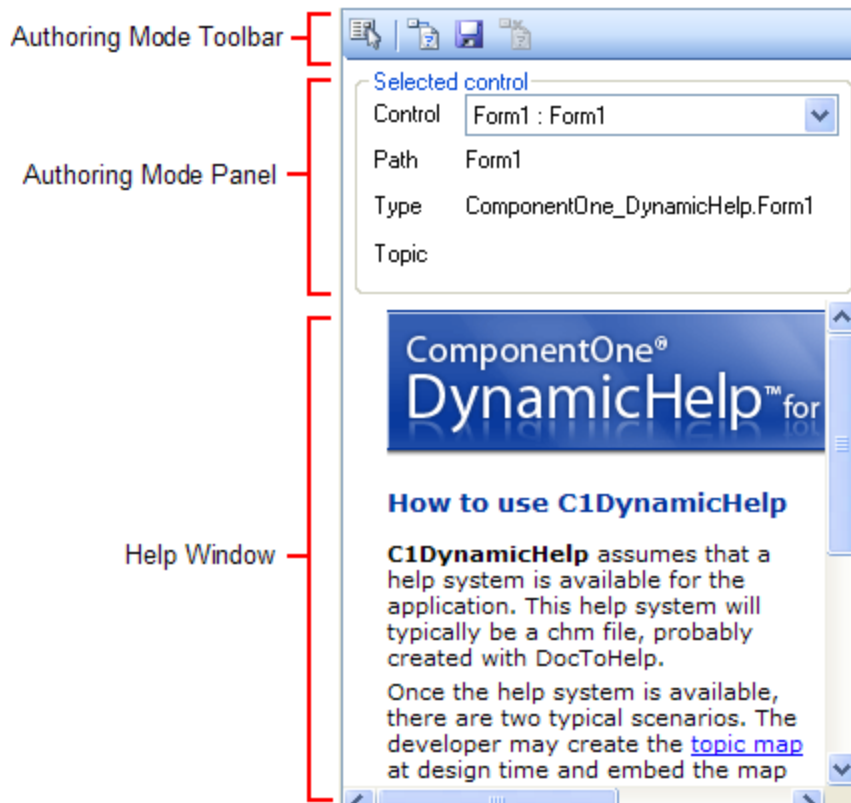 Authoring Mode Toolbar
Selected control
Control Form1 : Form1
Authoring Mode Panel
Path Form1
Type ComponentOne_DynamicHelp.Form1
Topic
ComponentOne®
DynamicHelp™ for
How to use C1DynamicHelp
Help Window
C1DynamicHelp assumes that a
help system is available for the
application. This help system will
typically be a chm file, probably
created with DocToHelp.
Once the help system is available,
there are two typical scenarios. The
developer may create the topic map
at design time and embed the map